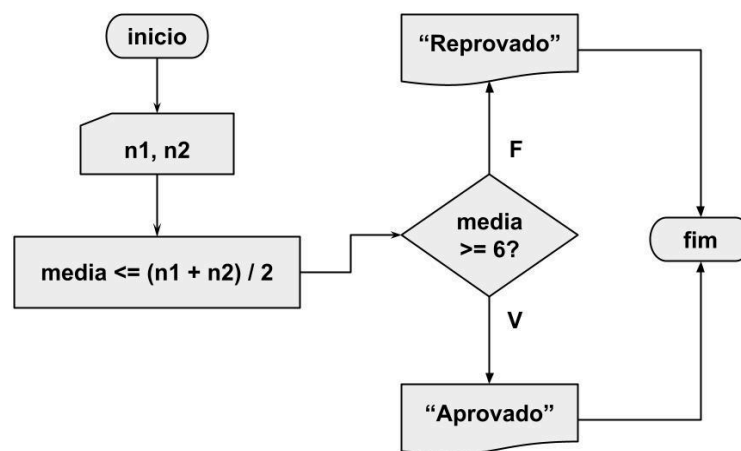 inicio
n1, n2
media <= (n1 + n2) / 2
media
>= 6?
F
“Reprovado”
V
“Aprovado”
fim